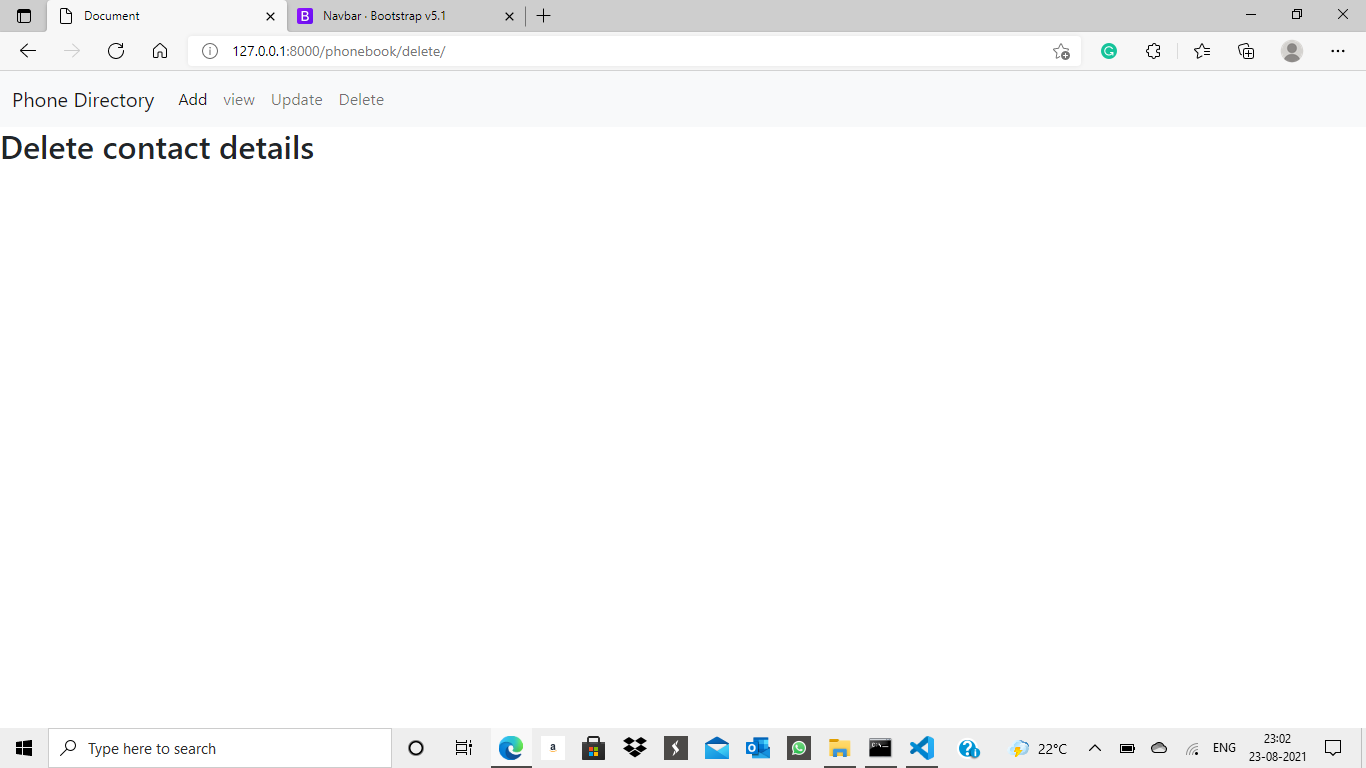 Document
B Navbar · Bootstrap v5.1
127.0.0.1:8000/phonebook/delete/
Phone Directory Add view Update Delete
Delete contact details
Type here to search
a
22°C
ENG
23:02
23-08-2021